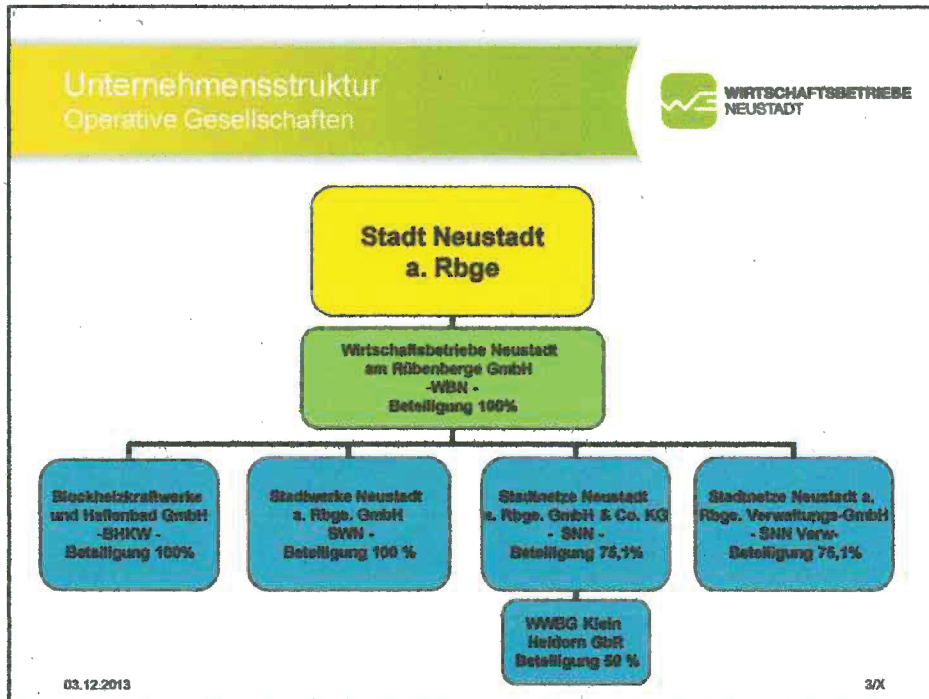 Unternehmensstruktur
Operative Gesellschaften
WIRTSCHAFTSBETRIEBE
NEUSTADT
Stadt Neustadt
a. Rbge
Wirtschaftsbetriebe Neustadt
am Rübenberge GmbH
-WBN -
Beteiligung 100%
Blockheizkraftwerke
und Hallenbad GmbH
-BHKW -
Beteiligung 100%
Stadtwerke Neustadt
a. Rbge. GmbH
SWN -
Beteiligung 100 %
Stadtnetze Neustadt
a. Rbge. GmbH & Co. KG
- SNN -
Beteiligung 75,1%
Stadtnetze Neustadt a.
Rbge. Verwaltungs-GmbH
- SNN Verw-
Beteiligung 75,1%
WWBG Klein
Heidorn GbR
Beteiligung 50 %
03.12.2013
3/X